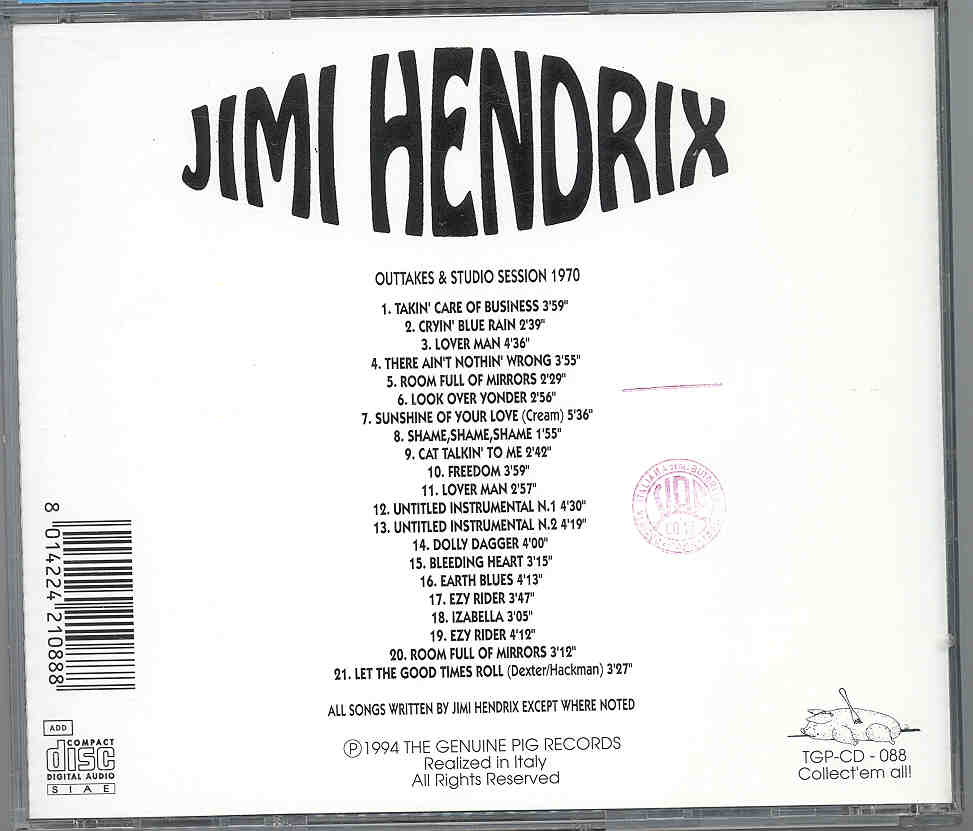 JIMI HENDRIX
OUTTAKES & STUDIO SESSION 1970
1. TAKIN' CARE OF BUSINESS 3'59"
2. CRYIN' BLUE RAIN 2'39"
3. LOVER MAN 4'36"
4. THERE AIN'T NOTHIN' WRONG 3'55"
5. ROOM FULL OF MIRRORS 2'29"
6. LOOK OVER YONDER 2'56"
7. SUNSHINE OF YOUR LOVE (Cream) 5'36"
8. SHAME,SHAME,SHAME 1'55"
9. CAT TALKIN' TO ME 2'42"
10. FREEDOM 3'59"
11. LOVER MAN 2'57"
12. UNTITLED INSTRUMENTAL N.1 4'30"
13. UNTITLED INSTRUMENTAL N.2 4'19"
14. DOLLY DAGGER 4'00"
15. BLEEDING HEART 3'15"
16. EARTH BLUES 4'13"
17. EZY RIDER 3'47"
18. IZABELLA 3'05"
19. EZY RIDER 4'12"
20. ROOM FULL OF MIRRORS 3'12"
21. LET THE GOOD TIMES ROLL (Dexter/Hackman) 3'27"
ALL SONGS WRITTEN BY JIMI HENDRIX EXCEPT WHERE NOTED
Ⓟ1994 THE GENUINE PIG RECORDS
Realized in Italy
All Rights Reserved
8 014224 210888
ADD
COMPACT
disc
DIGITAL AUDIO
SIAE
TGP-CD - 088
Collect'em all!